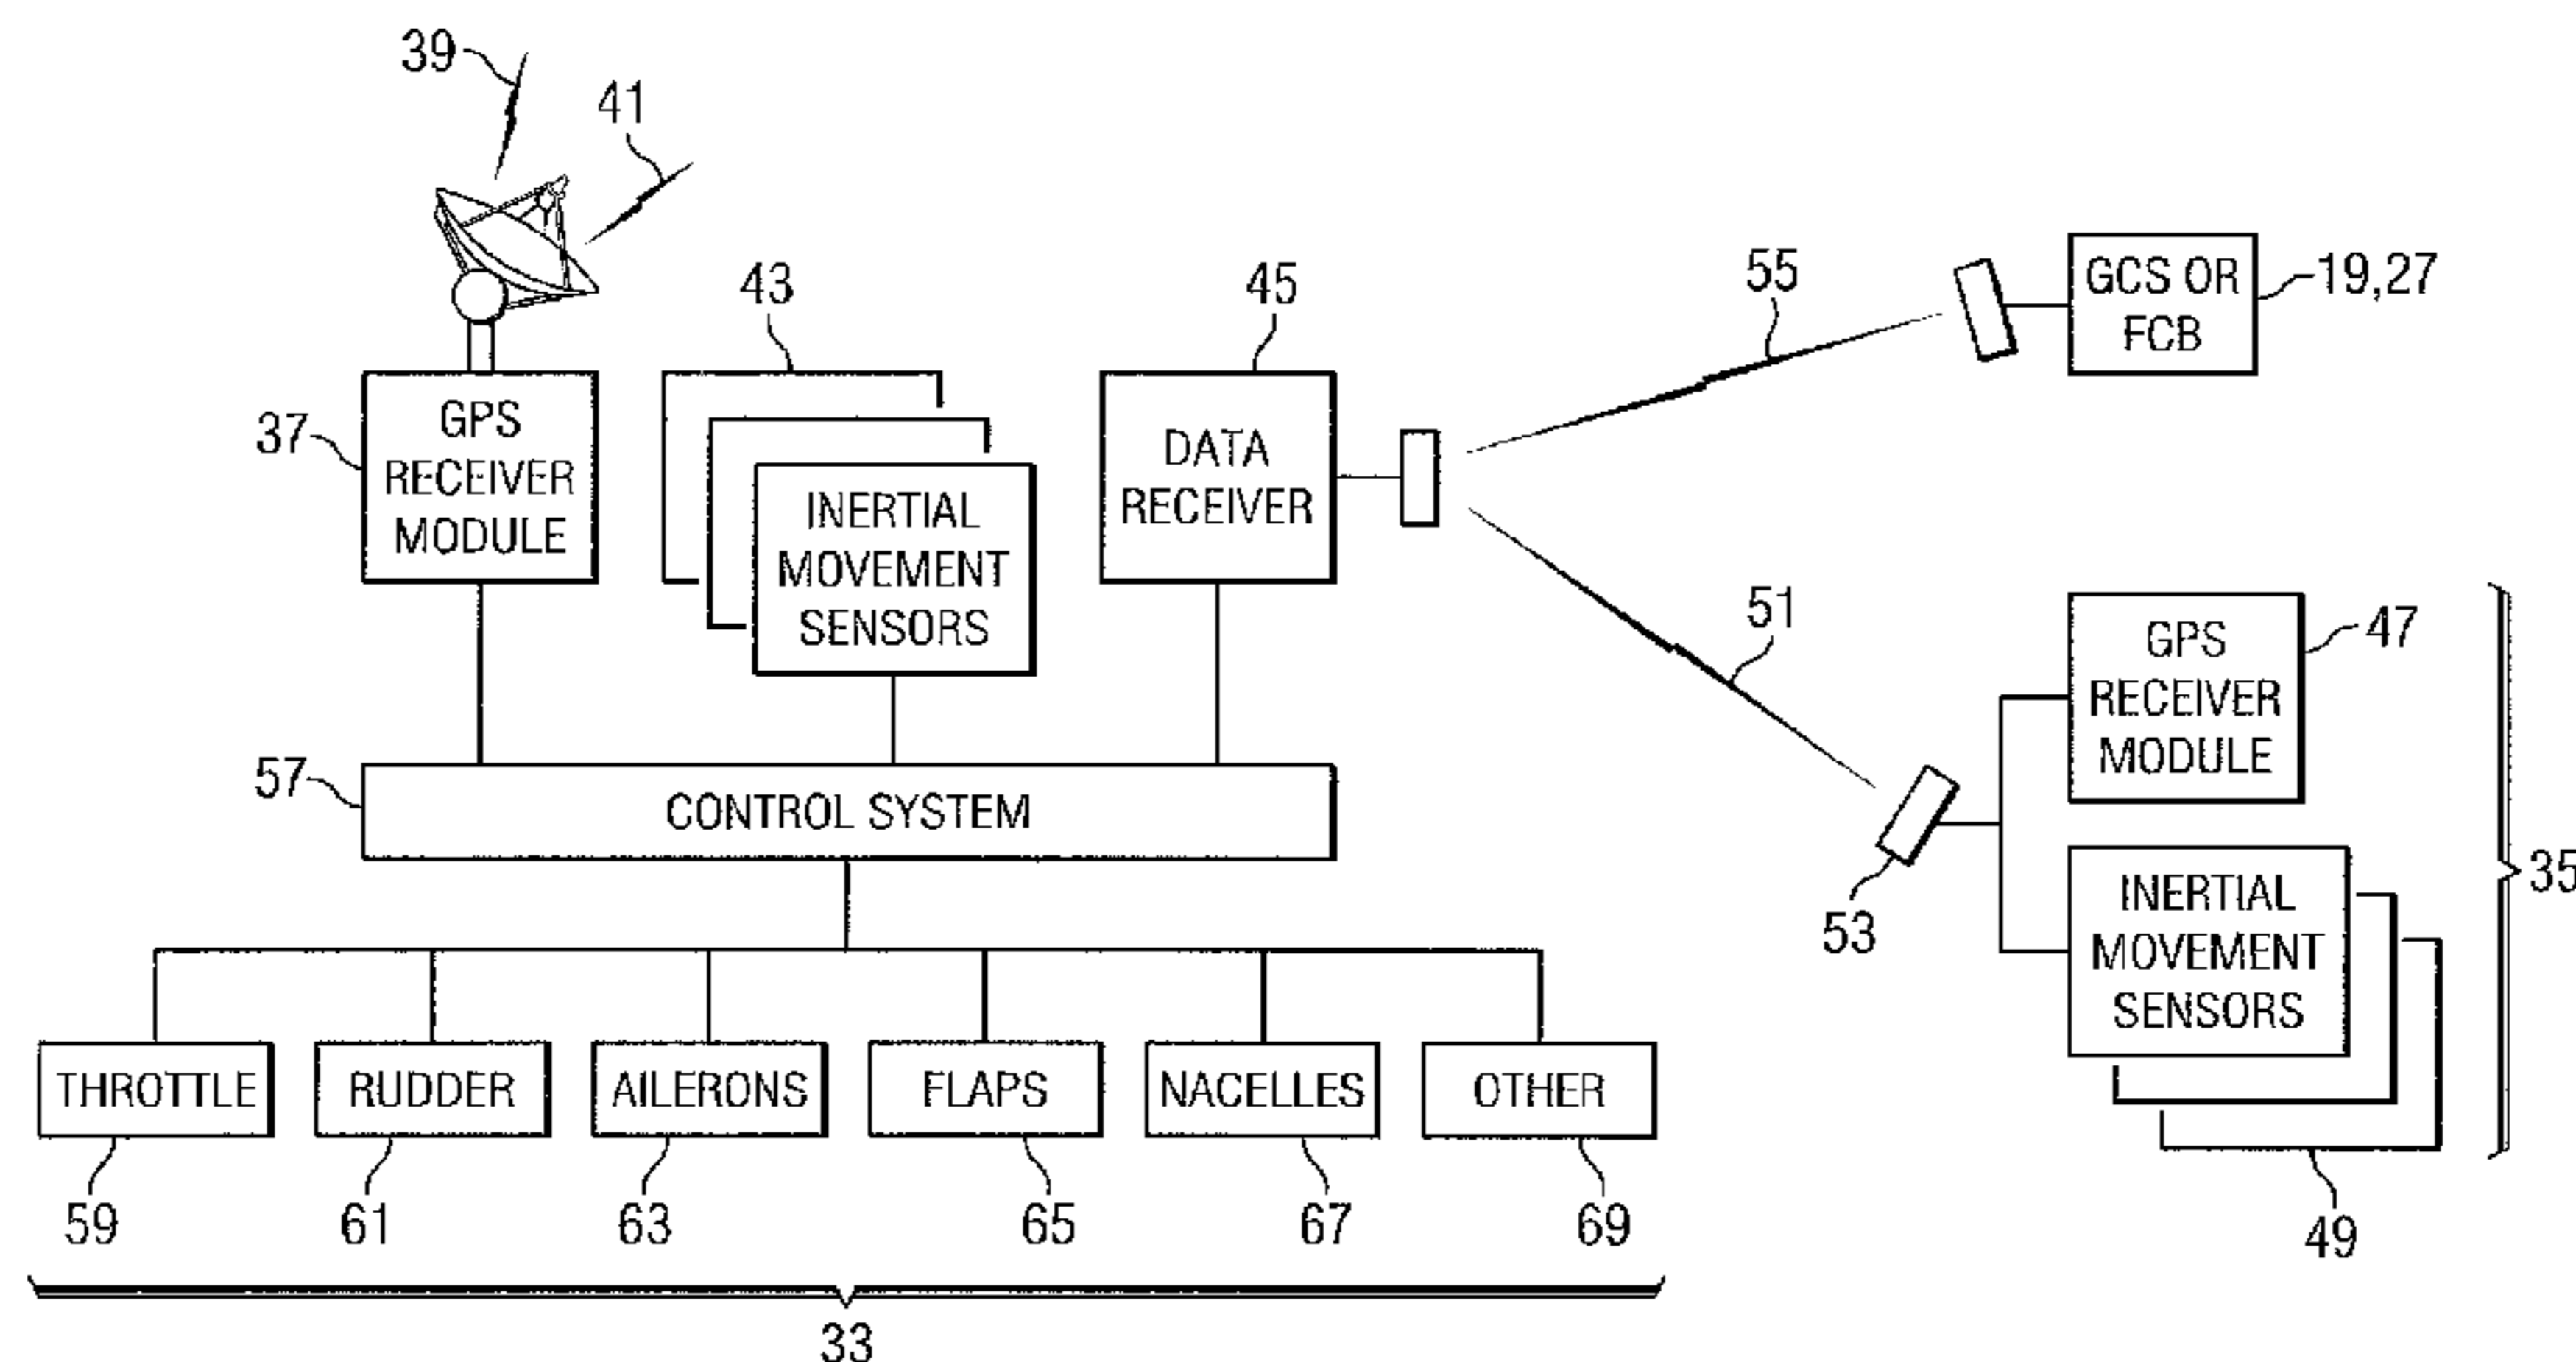 39
41
43
45
55
GCS OR
FCB
19,27
37
GPS
RECEIVER
MODULE
INERTIAL
MOVEMENT
SENSORS
DATA
RECEIVER
51
GPS
RECEIVER
MODULE
47
57
CONTROL SYSTEM
53
INERTIAL
MOVEMENT
SENSORS
35
49
THROTTLE
RUDDER
AILERONS
FLAPS
NACELLES
OTHER
59
61
63
65
67
69
33